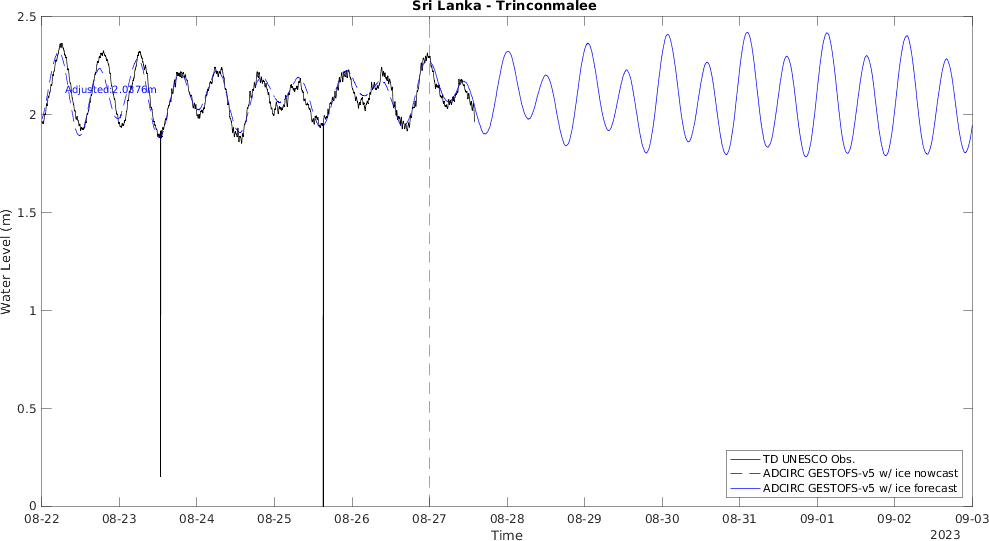 Sri Lanka - Trinconmalee
2.5
2
1.5
1
0.5
0
Water Level (m)
Adjusted:2.0376m
TD UNESCO Obs.
ADCIRC GESTOFS-v5 w/ ice nowcast
ADCIRC GESTOFS-v5 w/ ice forecast
08-22 08-23 08-24 08-25 08-26 08-27 08-28 08-29 08-30 08-31 09-01 09-02 09-03
Time
2023